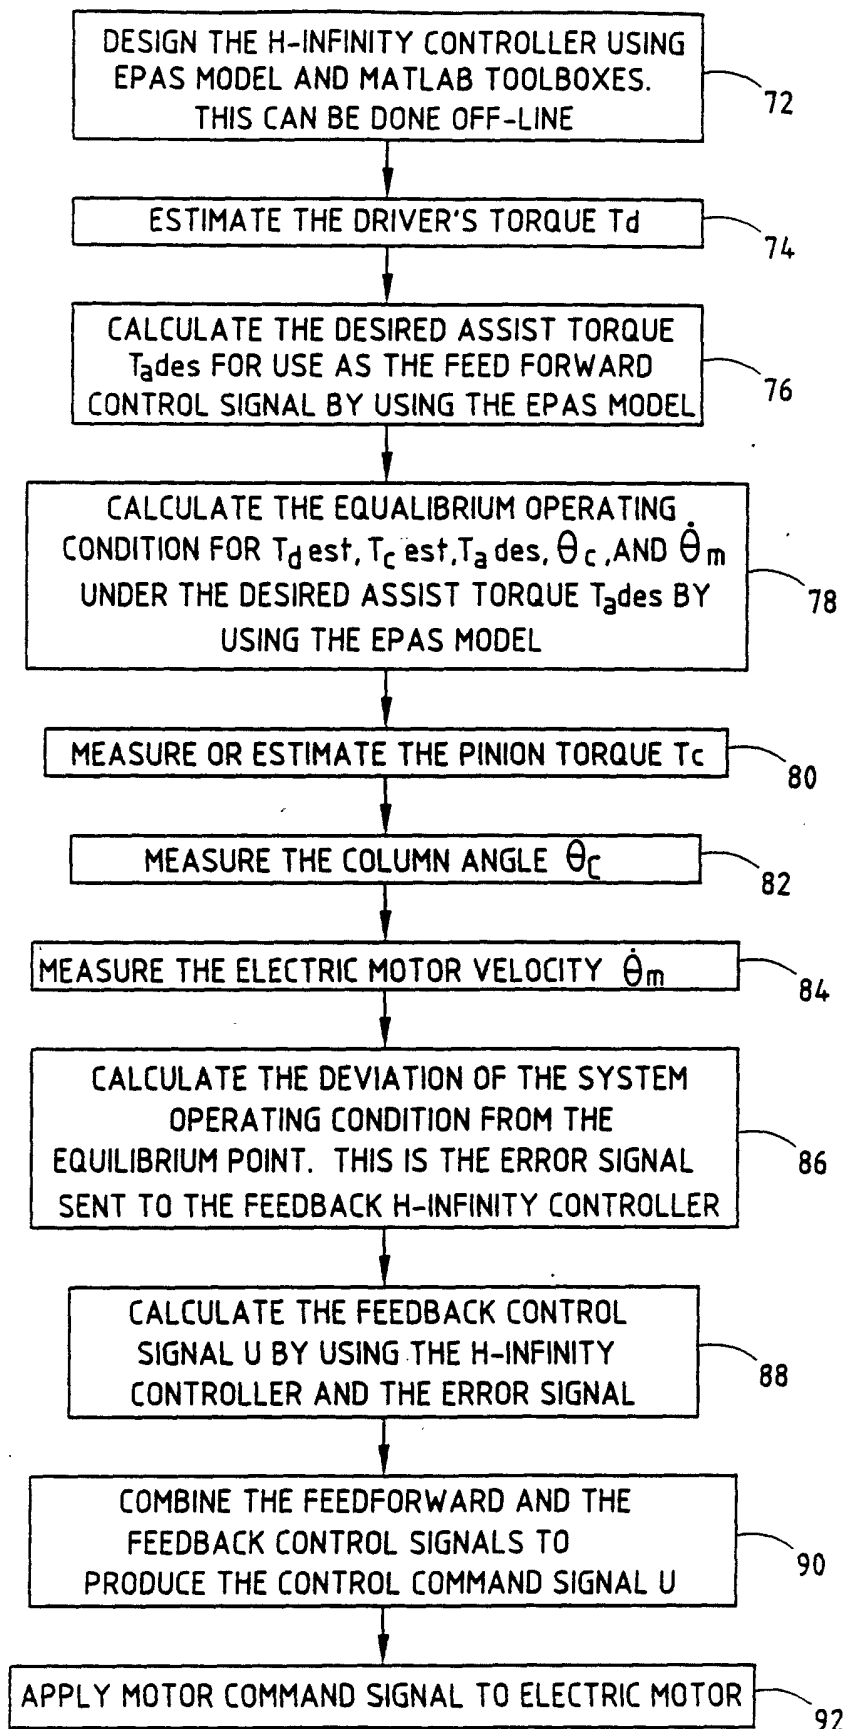 DESIGN THE H-INFINITY CONTROLLER USING
EPAS MODEL AND MATLAB TOOLBOXES.
THIS CAN BE DONE OFF-LINE
72
ESTIMATE THE DRIVER'S TORQUE Td
74
CALCULATE THE DESIRED ASSIST TORQUE
Tades FOR USE AS THE FEED FORWARD
CONTROL SIGNAL BY USING THE EPAS MODEL
76
CALCULATE THE EQUALIBRIUM OPERATING
CONDITION FOR Td est, Tc est, Ta des, θc, AND θ̇m
UNDER THE DESIRED ASSIST TORQUE Tades BY
USING THE EPAS MODEL
78
MEASURE OR ESTIMATE THE PINION TORQUE Tc
80
MEASURE THE COLUMN ANGLE θC
82
MEASURE THE ELECTRIC MOTOR VELOCITY θ̇m
84
CALCULATE THE DEVIATION OF THE SYSTEM
OPERATING CONDITION FROM THE
EQUILIBRIUM POINT. THIS IS THE ERROR SIGNAL
SENT TO THE FEEDBACK H-INFINITY CONTROLLER
86
CALCULATE THE FEEDBACK CONTROL
SIGNAL U BY USING THE H-INFINITY
CONTROLLER AND THE ERROR SIGNAL
88
COMBINE THE FEEDFORWARD AND THE
FEEDBACK CONTROL SIGNALS TO
PRODUCE THE CONTROL COMMAND SIGNAL U
90
APPLY MOTOR COMMAND SIGNAL TO ELECTRIC MOTOR
92